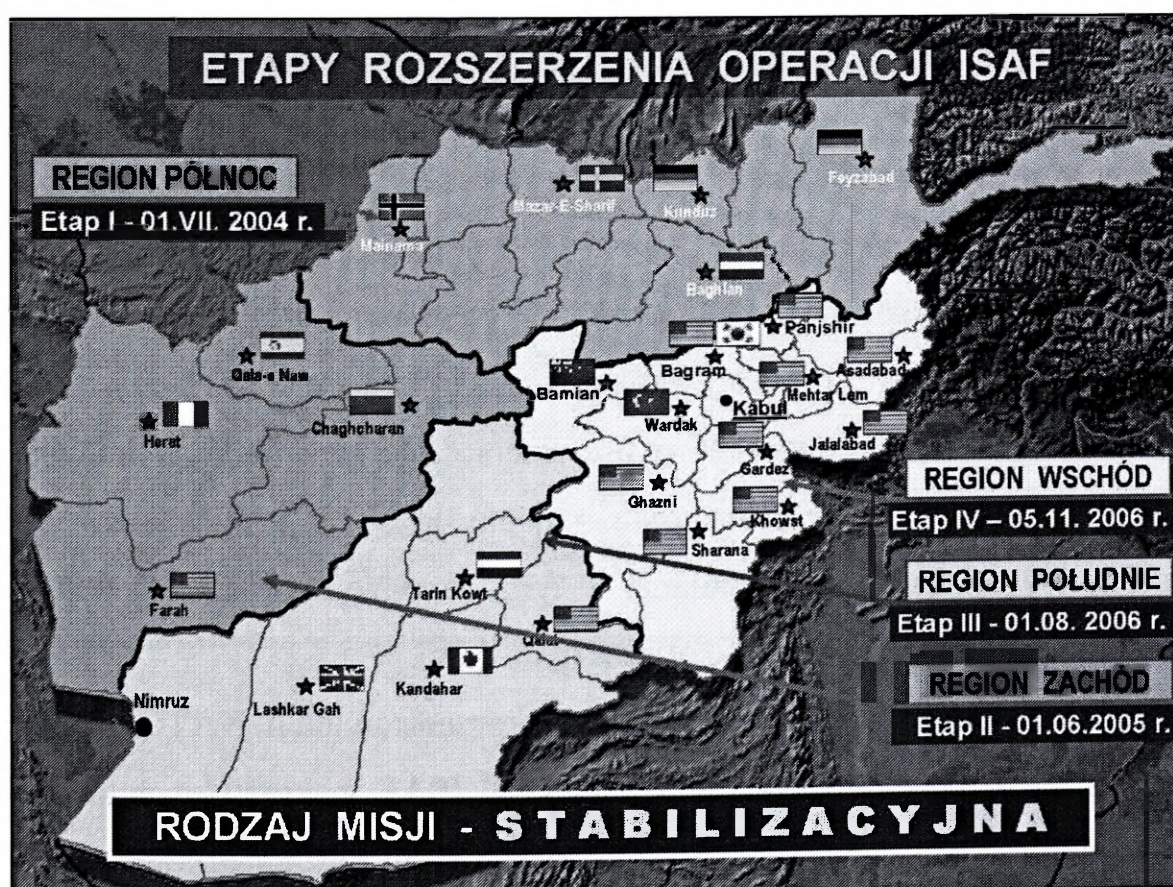 ETAPY ROZSZERZENIA OPERACJI ISAF
REGION PÓŁNOC
Etap I - 01.VII. 2004 r.
Feyzabad
Mazar-E-Sharif
Kunduz
Maimama
Baghlan
Panjshir
Qala-e Naw
Bagram
Asadabad
Bamian
Mehtar Lam
Kabul
Herat
Chaghcharan
Wardak
Jalalabad
Gardez
REGION WSCHÓD
Ghazni
Khowst
Etap IV – 05.11. 2006 r.
Sharana
REGION POŁUDNIE
Tarin Kowt
Farah
Etap III - 01.08. 2006 r.
Qalat
REGION ZACHÓD
Kandahar
Nimruz
Lashkar Gah
Etap II - 01.06.2005 r.
RODZAJ MISJI - STABILIZACYJNA